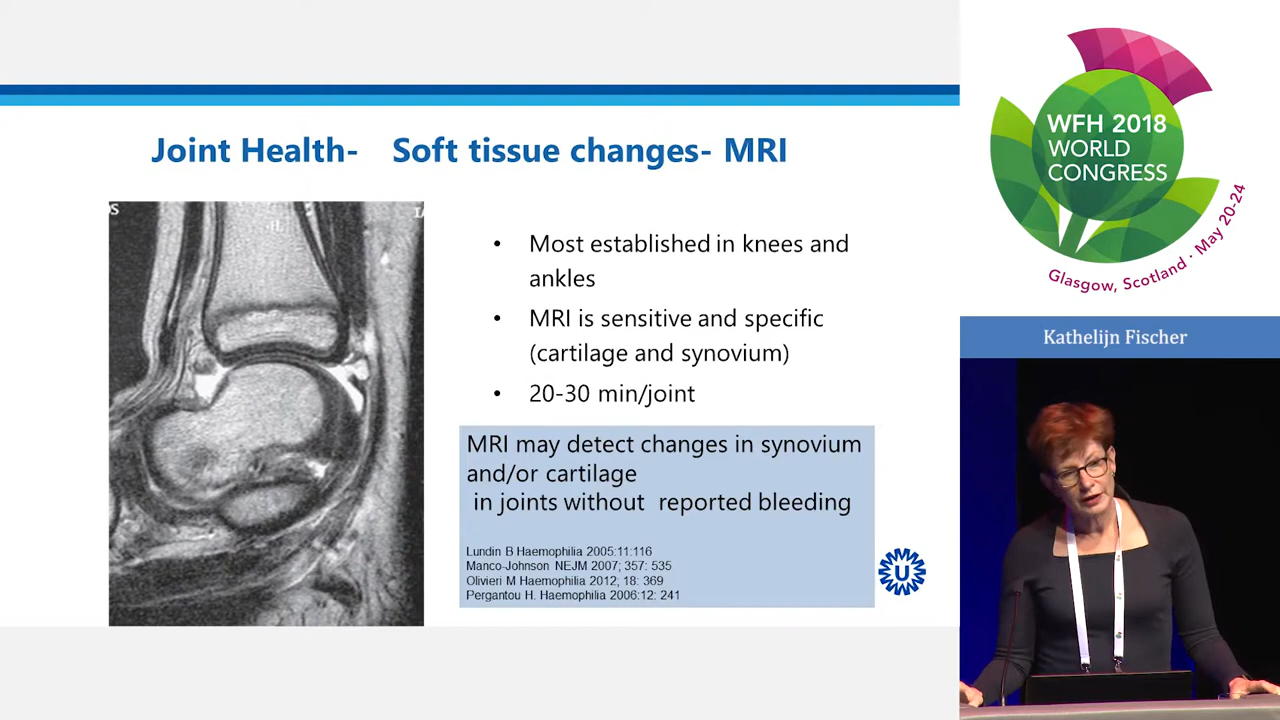 Joint Health- Soft tissue changes- MRI
• Most established in knees and
ankles
• MRI is sensitive and specific
(cartilage and synovium)
• 20-30 min/joint
MRI may detect changes in synovium
and/or cartilage
in joints without reported bleeding
Lundin B Haemophilia 2005:11:116
Manco-Johnson NEJM 2007; 357: 535
Olivieri M Haemophilia 2012, 18: 369
Pergantou H. Haemophilia 2006:12: 241
U
WFH 2018
WORLD
CONGRESS
Glasgow, Scotland · May 20-24
Kathelijn Fischer